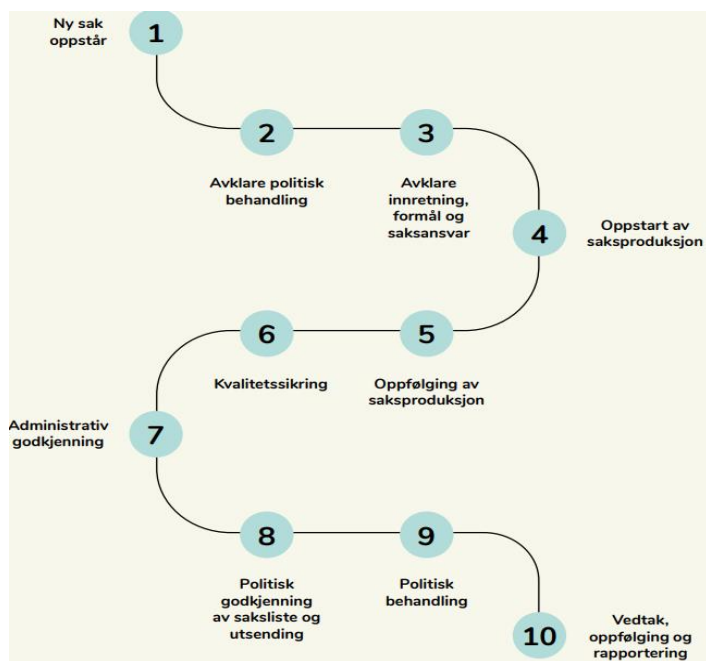 Ny sak
oppstår
1
2
Avklare politisk
behandling
3
Avklare
innretning,
formål og
saksansvar
4
Oppstart av
saksproduksjon
5
Oppfølging av
saksproduksjon
6
Kvalitetssikring
7
Administrativ
godkjenning
8
Politisk
godkjenning
av saksliste og
utsending
9
Politisk
behandling
10
Vedtak,
oppfølging og
rapportering